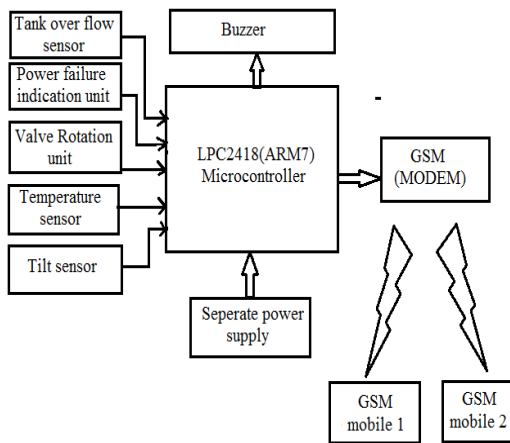 Tank over flow
sensor
Power failure
indication unit
Valve Rotation
unit
Temperature
sensor
Tilt sensor
Buzzer
LPC2418(ARM7)
Microcontroller
Seperate power
supply
GSM
(MODEM)
GSM
mobile 1
GSM
mobile 2